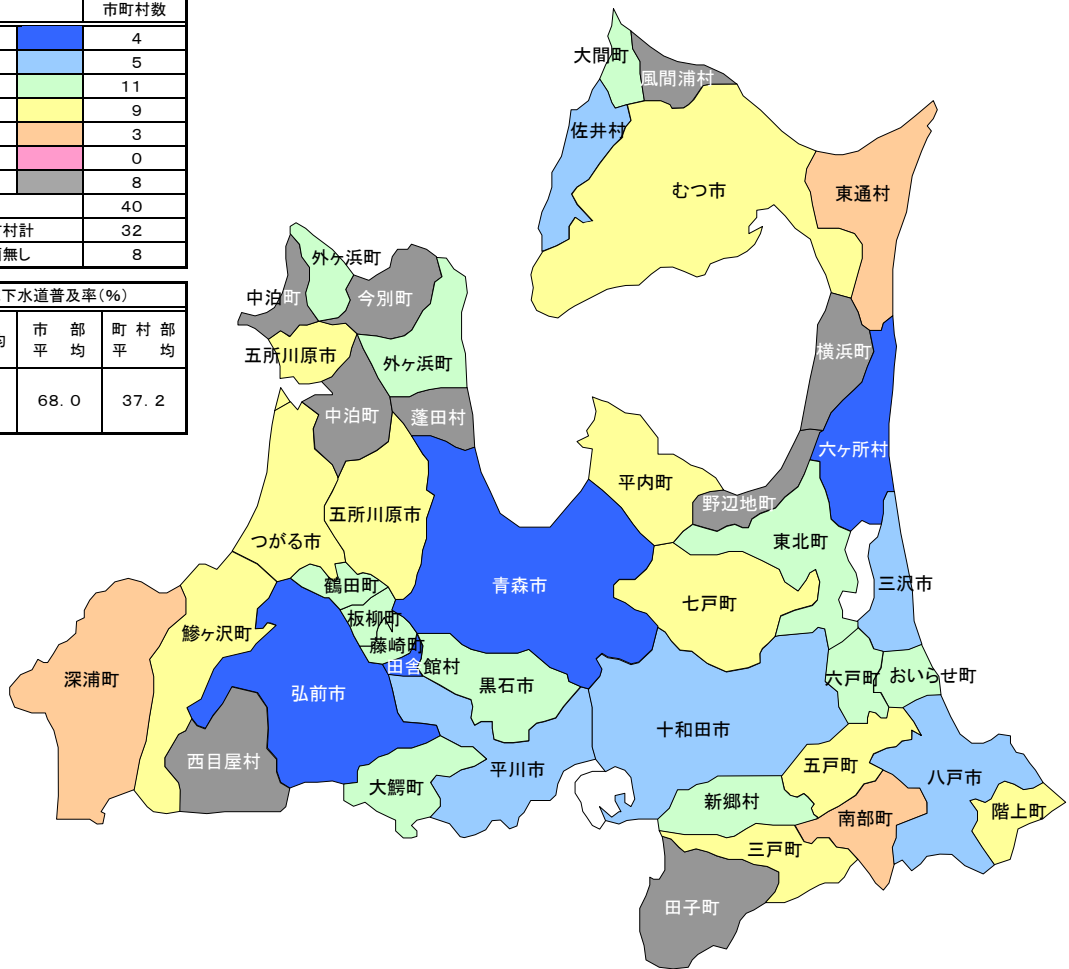 市町村数
4
5
11
9
3
0
8
40
村計 32
無し 8
下水道普及率(%)
市部 町村部
平均 平均
68.0 37.2
大間町
風間浦村
佐井村
むつ市
東通村
外ヶ浜町
中泊町
今別町
横浜町
五所川原市
外ヶ浜町
中泊町
蓬田村
六ヶ所村
平内町
野辺地町
五所川原市
つがる市
東北町
鶴田町
青森市
三沢市
七戸町
板柳町
鰺ヶ沢町
藤崎町
田舎館村
深浦町
弘前市
黒石市
六戸町
おいらせ町
十和田市
西目屋村
平川市
五戸町
八戸市
大鰐町
新郷村
南部町
階上町
三戸町
田子町